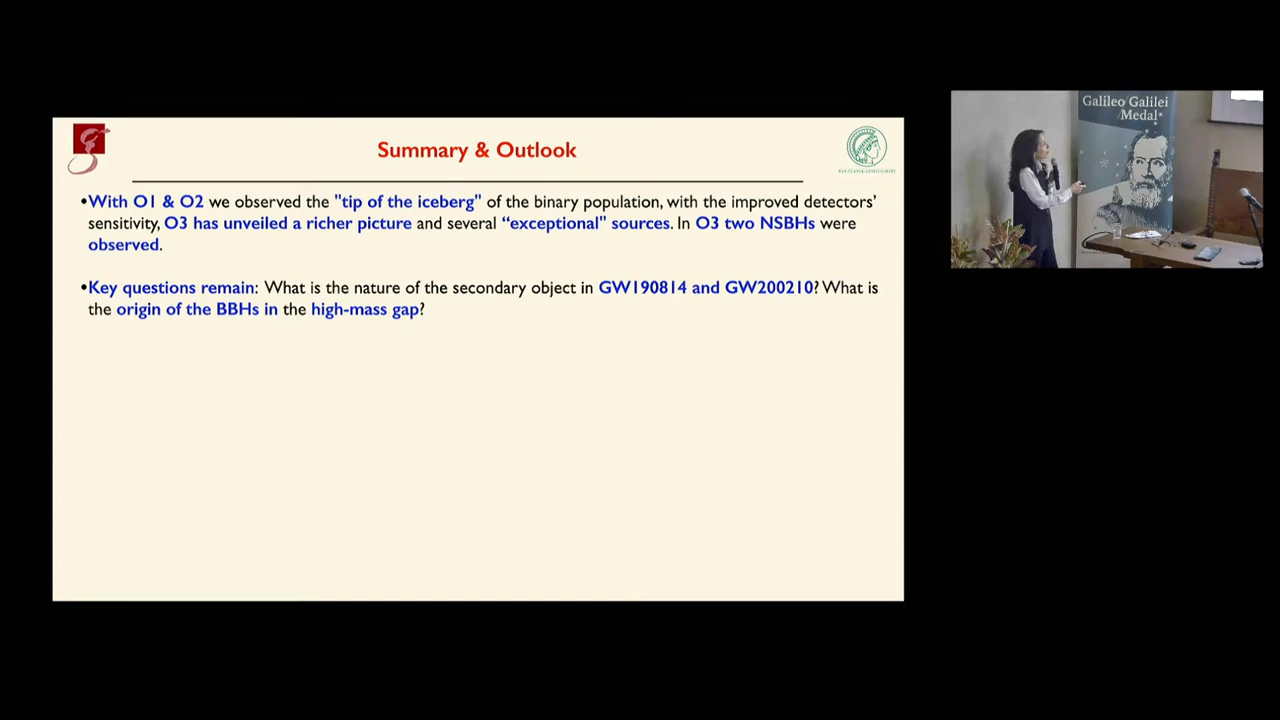 Summary & Outlook
•With O1 & O2 we observed the "tip of the iceberg" of the binary population, with the improved detectors’
sensitivity, O3 has unveiled a richer picture and several “exceptional" sources. In O3 two NSBHs were
observed.
•Key questions remain: What is the nature of the secondary object in GW190814 and GW200210? What is
the origin of the BBHs in the high-mass gap?
Galileo Galilei
Medal